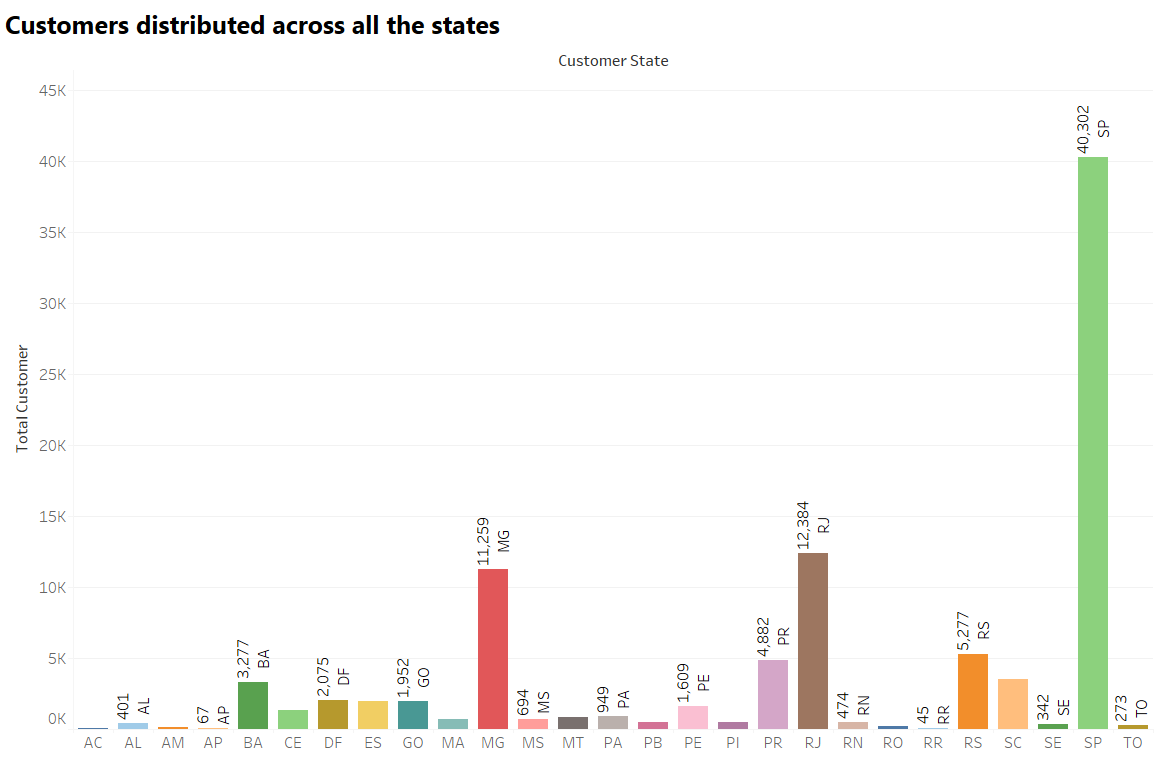 Customers distributed across all the states
Customer State
Total Customer
45K
40K
35K
30K
25K
20K
15K
10K
5K
0K
401
AL
67
AP
3,277
BA
2,075
DF
1,952
GO
11,259
MG
694
MS
949
PA
1,609
PE
4,882
PR
12,384
RJ
474
RN
45
RR
5,277
RS
342
SE
40,302
SP
273
TO
AC AL AM AP BA CE DF ES GO MA MG MS MT PA PB PE PI PR RJ RN RO RR RS SC SE SP TO